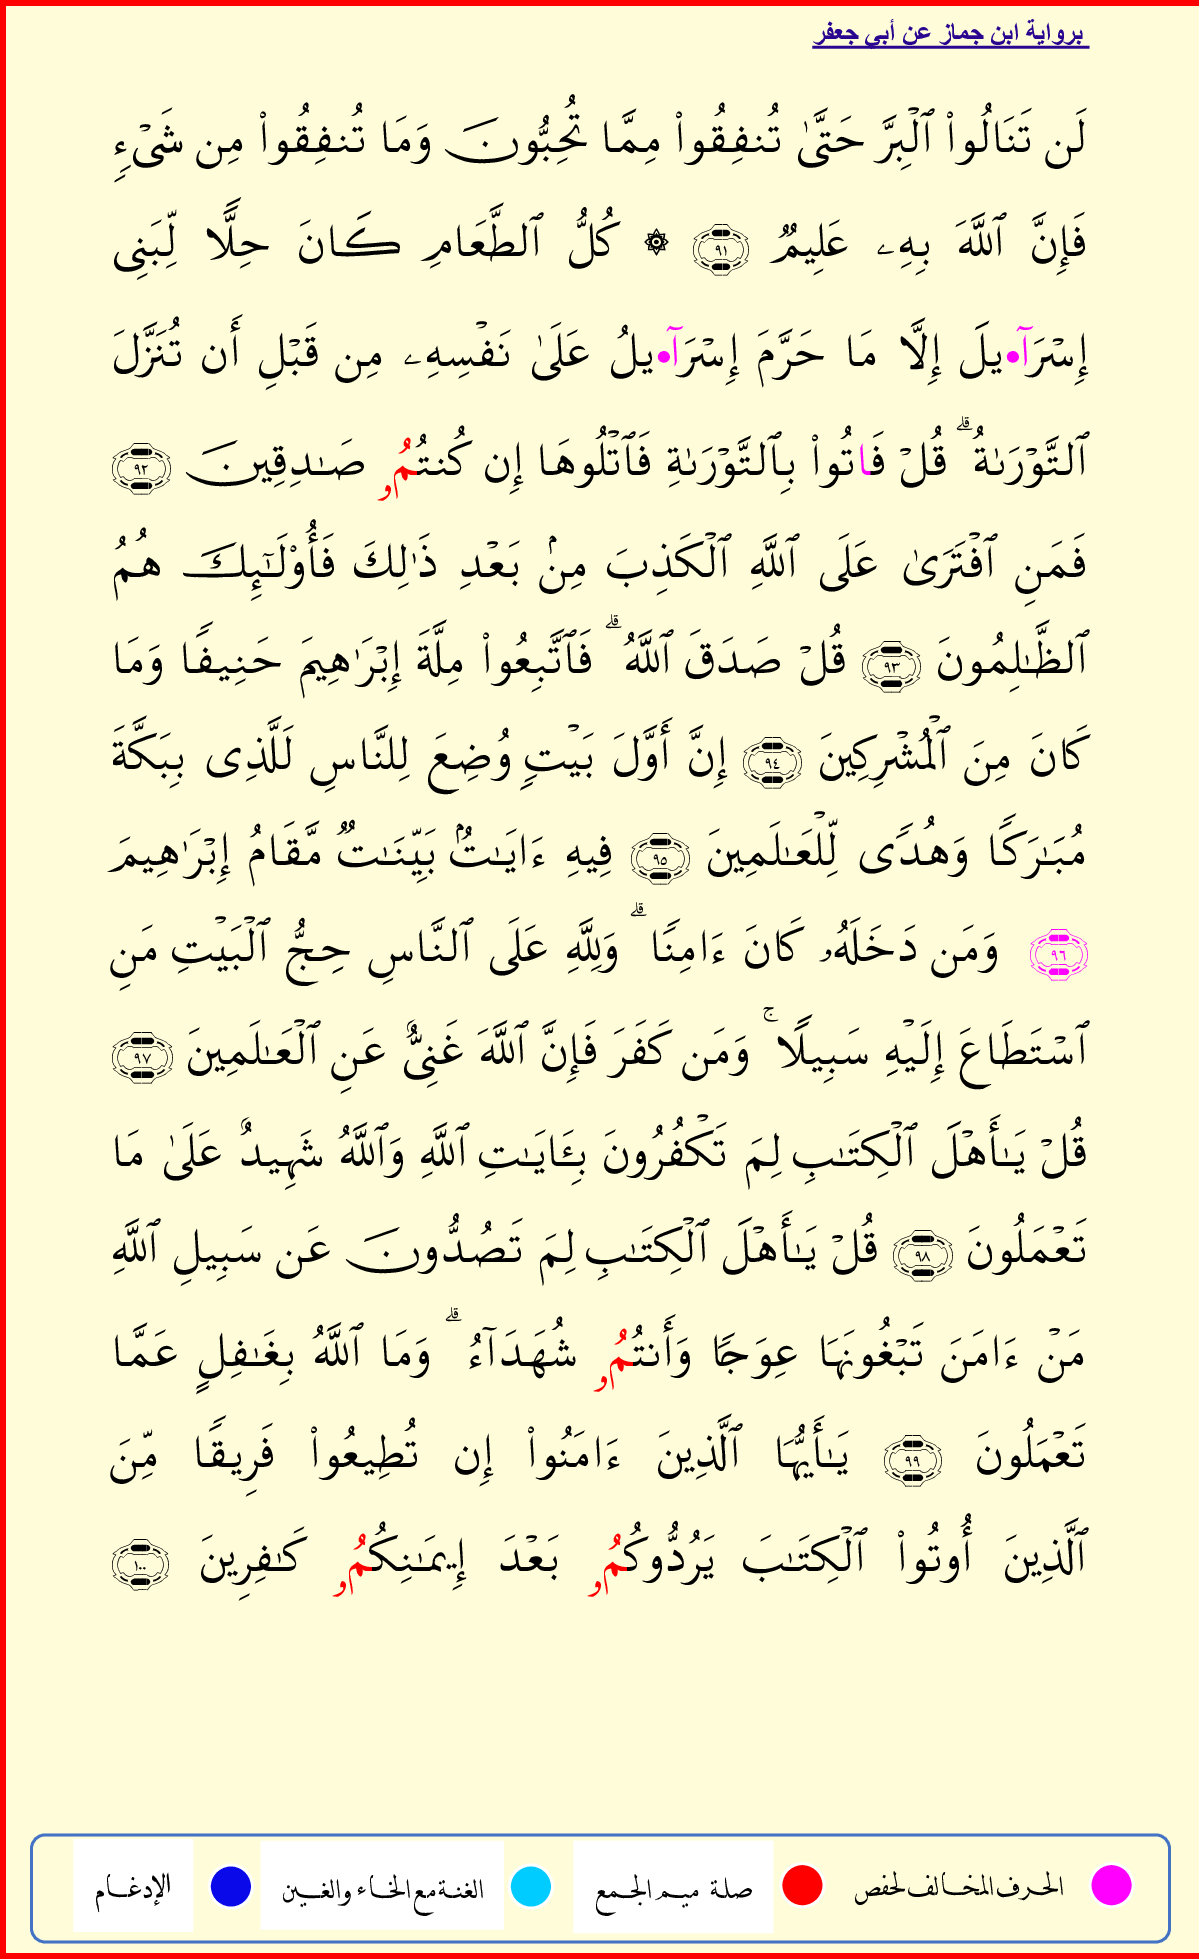 برواية ابن جماز عن أبي جعفر
لَن تَنَالُوا۟ ٱلْبِرَّ حَتَّىٰ تُنفِقُوا۟ مِمَّا تُحِبُّونَ وَمَا تُنفِقُوا۟ مِن شَىْءٍ
فَإِنَّ ٱللَّهَ بِهِۦ عَلِيمٌ ٩١ ۞ كُلُّ ٱلطَّعَامِ كَانَ حِلًّا لِّبَنِى
إِسْرَآ•يلَ إِلَّا مَا حَرَّمَ إِسْرَآ•يلُ عَلَىٰ نَفْسِهِۦ مِن قَبْلِ أَن تُنَزَّلَ
ٱلتَّوْرَىٰةُ ۗ قُلْ فَاتُوا۟ بِٱلتَّوْرَىٰةِ فَٱتْلُوهَا إِن كُنتُمُۥ صَـٰدِقِينَ ٩٢
فَمَنِ ٱفْتَرَىٰ عَلَى ٱللَّهِ ٱلْكَذِبَ مِنۢ بَعْدِ ذَٰلِكَ فَأُو۟لَـٰٓئِكَ هُمُ
ٱلظَّـٰلِمُونَ ٩٣ قُلْ صَدَقَ ٱللَّهُ ۗ فَٱتَّبِعُوا۟ مِلَّةَ إِبْرَٰهِيمَ حَنِيفًا وَمَا
كَانَ مِنَ ٱلْمُشْرِكِينَ ٩٤ إِنَّ أَوَّلَ بَيْتٍ وُضِعَ لِلنَّاسِ لَلَّذِى بِبَكَّةَ
مُبَـٰرَكًا وَهُدًى لِّلْعَـٰلَمِينَ ٩٥ فِيهِ ءَايَـٰتٌۢ بَيِّنَـٰتٌ مَّقَامُ إِبْرَٰهِيمَ
٩٦ وَمَن دَخَلَهُۥ كَانَ ءَامِنًا ۗ وَلِلَّهِ عَلَى ٱلنَّاسِ حِجُّ ٱلْبَيْتِ مَنِ
ٱسْتَطَاعَ إِلَيْهِ سَبِيلًا ۚ وَمَن كَفَرَ فَإِنَّ ٱللَّهَ غَنِىٌّ عَنِ ٱلْعَـٰلَمِينَ ٩٧
قُلْ يَـٰٓأَهْلَ ٱلْكِتَـٰبِ لِمَ تَكْفُرُونَ بِـَٔايَـٰتِ ٱللَّهِ وَٱللَّهُ شَهِيدٌ عَلَىٰ مَا
تَعْمَلُونَ ٩٨ قُلْ يَـٰٓأَهْلَ ٱلْكِتَـٰبِ لِمَ تَصُدُّونَ عَن سَبِيلِ ٱللَّهِ
مَنْ ءَامَنَ تَبْغُونَهَا عِوَجًا وَأَنتُمُۥ شُهَدَآءُ ۗ وَمَا ٱللَّهُ بِغَـٰفِلٍ عَمَّا
تَعْمَلُونَ ٩٩ يَـٰٓأَيُّهَا ٱلَّذِينَ ءَامَنُوا۟ إِن تُطِيعُوا۟ فَرِيقًا مِّنَ
ٱلَّذِينَ أُوتُوا۟ ٱلْكِتَـٰبَ يَرُدُّوكُمُۥ بَعْدَ إِيمَـٰنِكُمُۥ كَـٰفِرِينَ ١٠٠
الحرف المخالف لحفص صلة ميم الجمع الغنة مع الخاء والغين الإدغام